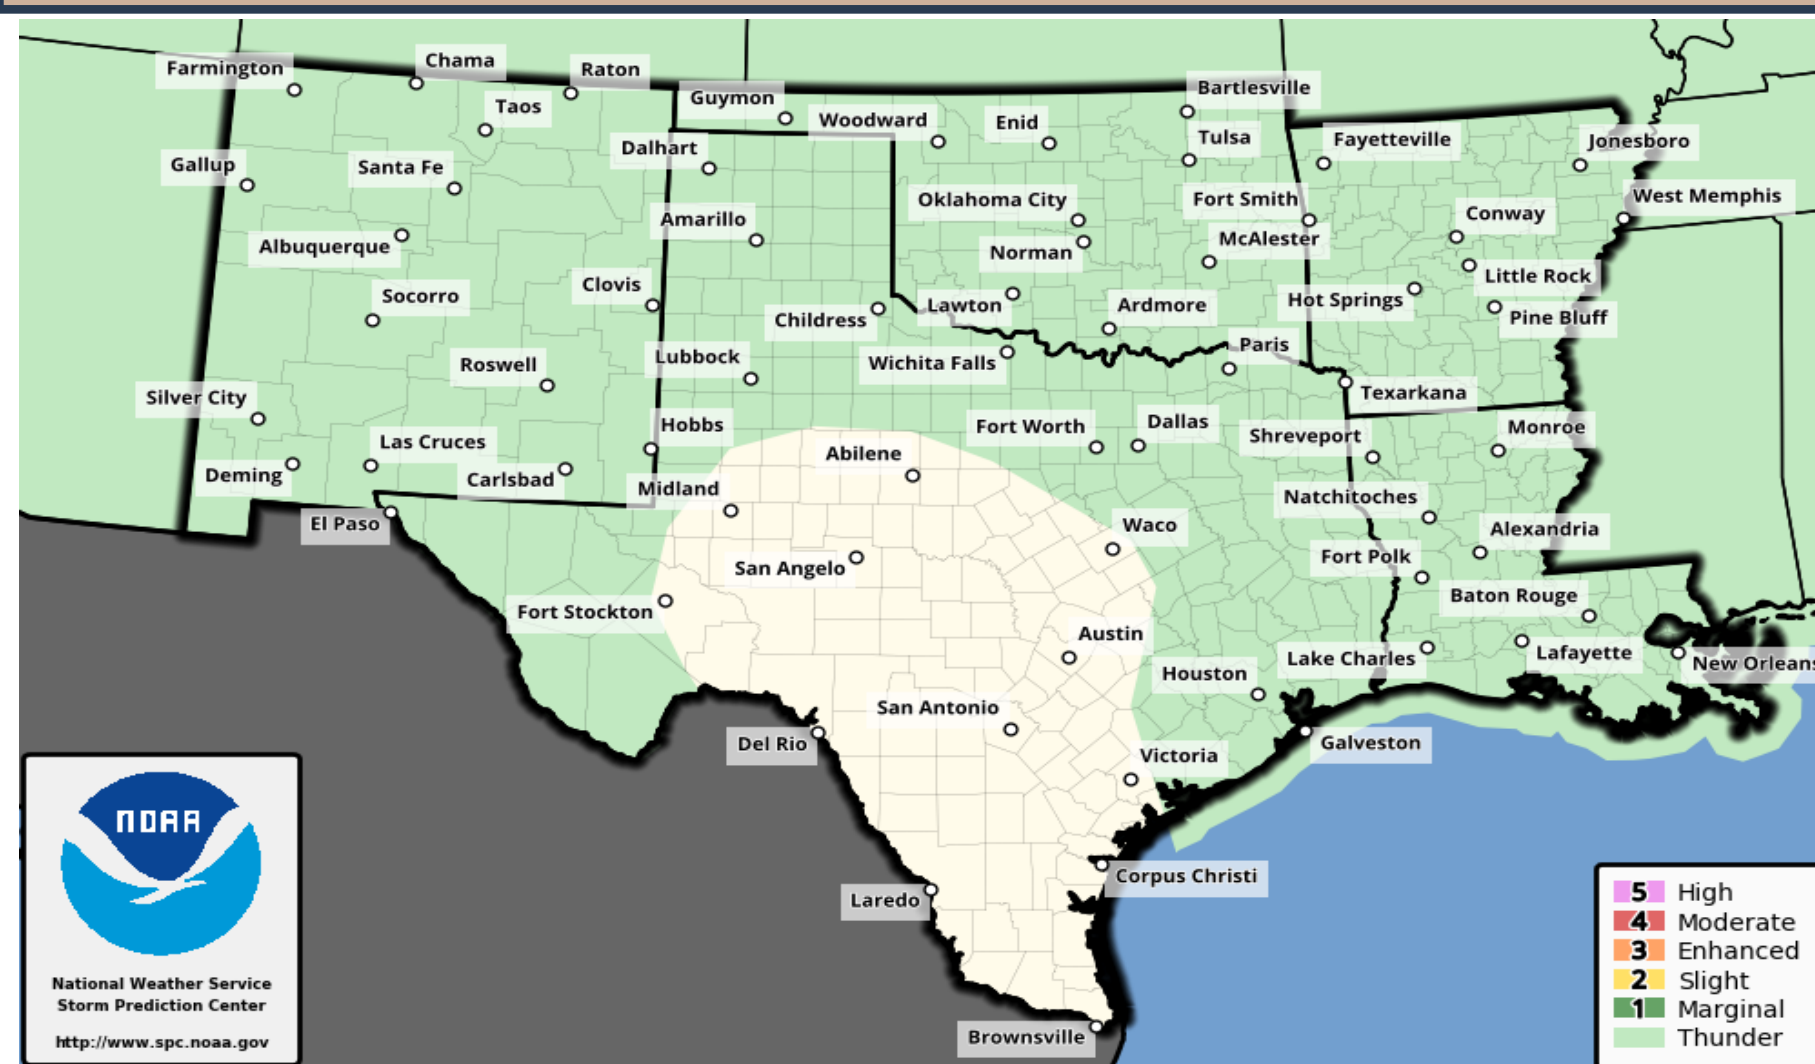 Farmington
Chama
Raton
Guymon
Bartlesville
Taos
Woodward
Enid
Tulsa
Fayetteville
Jonesboro
Gallup
Santa Fe
Dalhart
Oklahoma City
Fort Smith
West Memphis
Albuquerque
Amarillo
Norman
McAlester
Conway
Socorro
Clovis
Childress
Lawton
Ardmore
Hot Springs
Little Rock
Pine Bluff
Roswell
Lubbock
Wichita Falls
Paris
Silver City
Hobbs
Texarkana
Las Cruces
Fort Worth
Dallas
Shreveport
Monroe
Deming
Carlsbad
Midland
Abilene
Natchitoches
El Paso
Waco
Alexandria
San Angelo
Fort Polk
Fort Stockton
Baton Rouge
Austin
Houston
Lake Charles
Lafayette
New Orleans
San Antonio
Del Rio
Victoria
Galveston
Corpus Christi
Laredo
Brownsville
NOAA
National Weather Service
Storm Prediction Center
http://www.spc.noaa.gov
5 High
4 Moderate
3 Enhanced
2 Slight
1 Marginal
Thunder